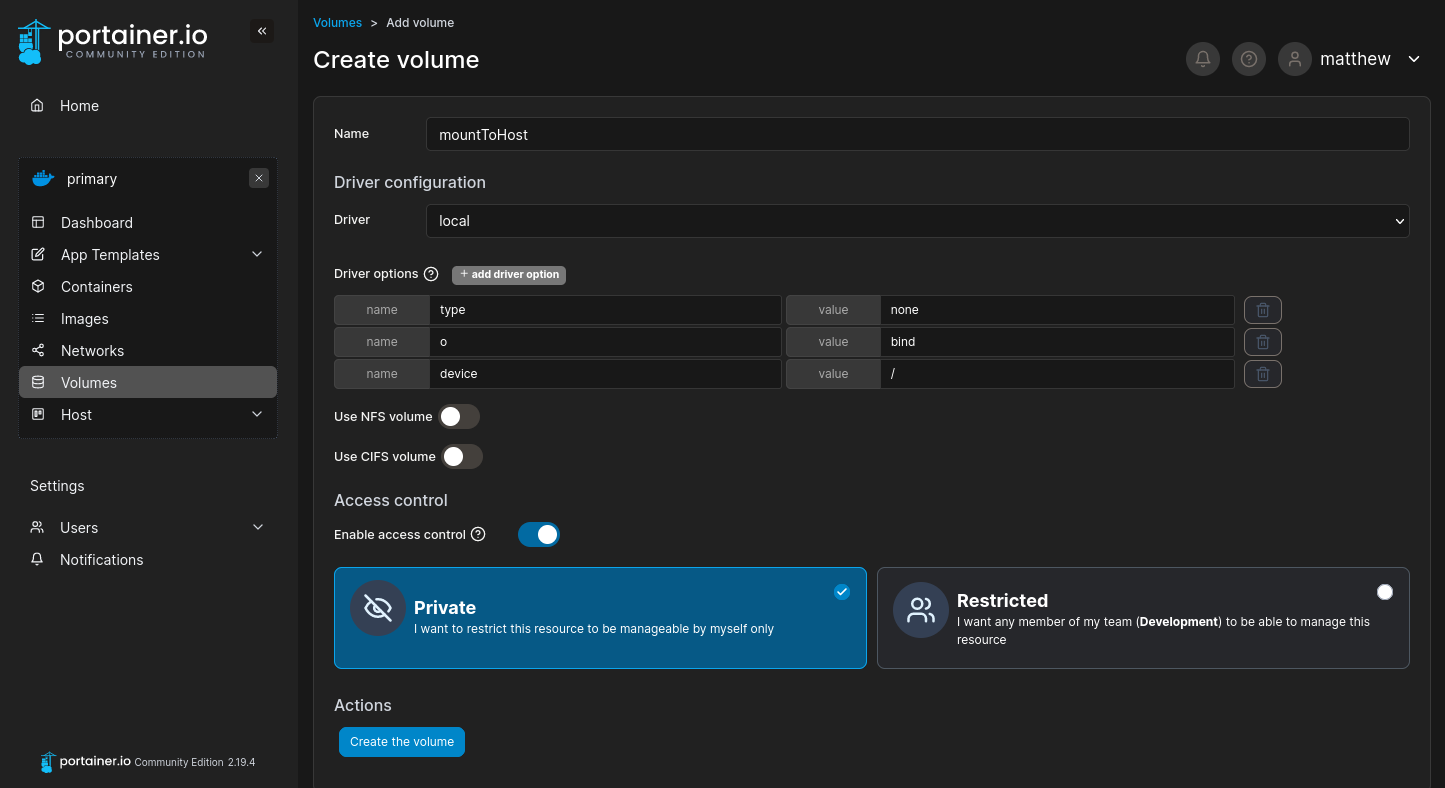 portainer.io
COMMUNITY EDITION
Home
primary
Dashboard
App Templates
Containers
Images
Networks
Volumes
Host
Settings
Users
Notifications
portainer.io Community Edition 2.19.4
Volumes > Add volume
Create volume
matthew
Name mountToHost
Driver configuration
Driver local
Driver options + add driver option
name type value none
name o value bind
name device value /
Use NFS volume
Use CIFS volume
Access control
Enable access control
Private
I want to restrict this resource to be manageable by myself only
Restricted
I want any member of my team (Development) to be able to manage this
resource
Actions
Create the volume